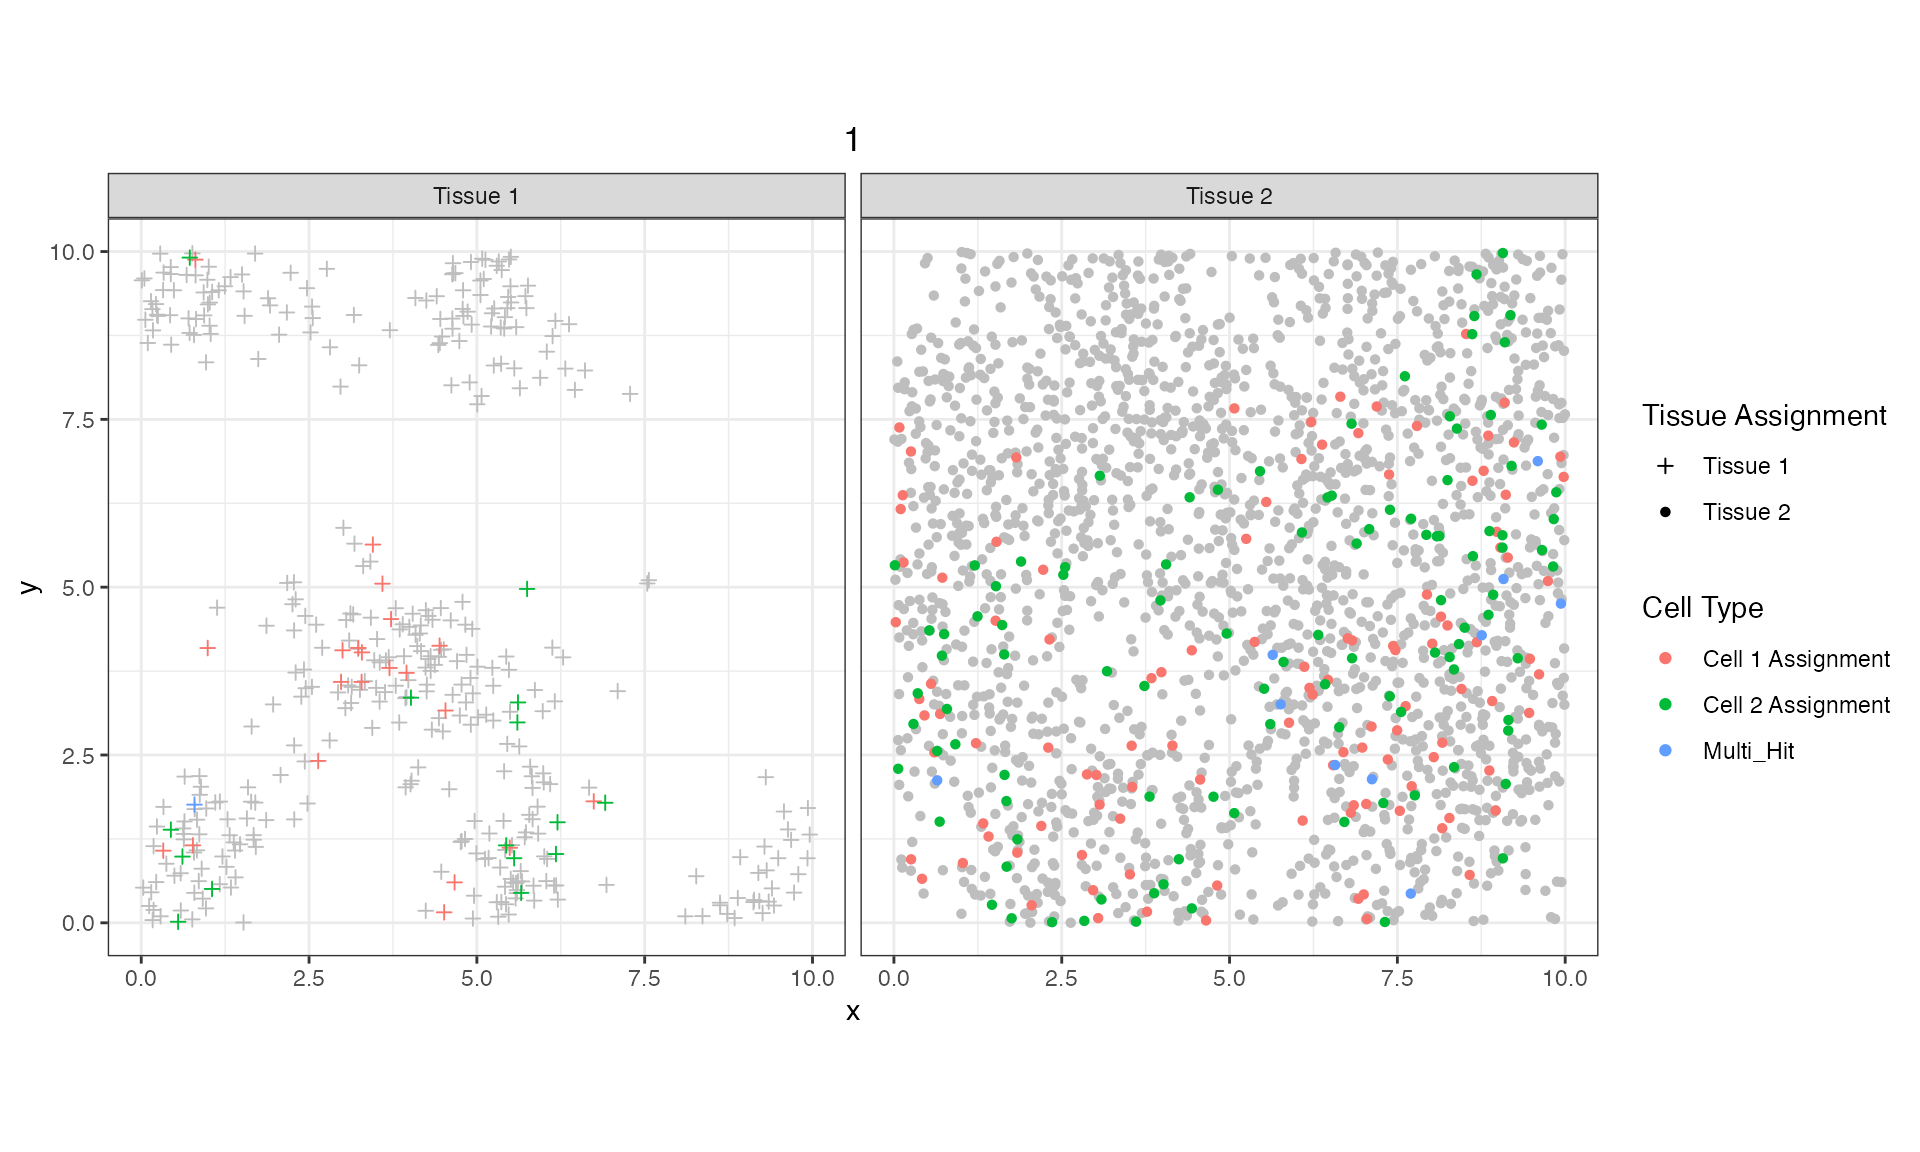 1
Tissue 1
Tissue 2
10.0
7.5
5.0
2.5
0.0
y
0.0 2.5 5.0 7.5 10.0
0.0 2.5 5.0 7.5 10.0
x
Tissue Assignment
Tissue 1
Tissue 2
Cell Type
Cell 1 Assignment
Cell 2 Assignment
Multi_Hit